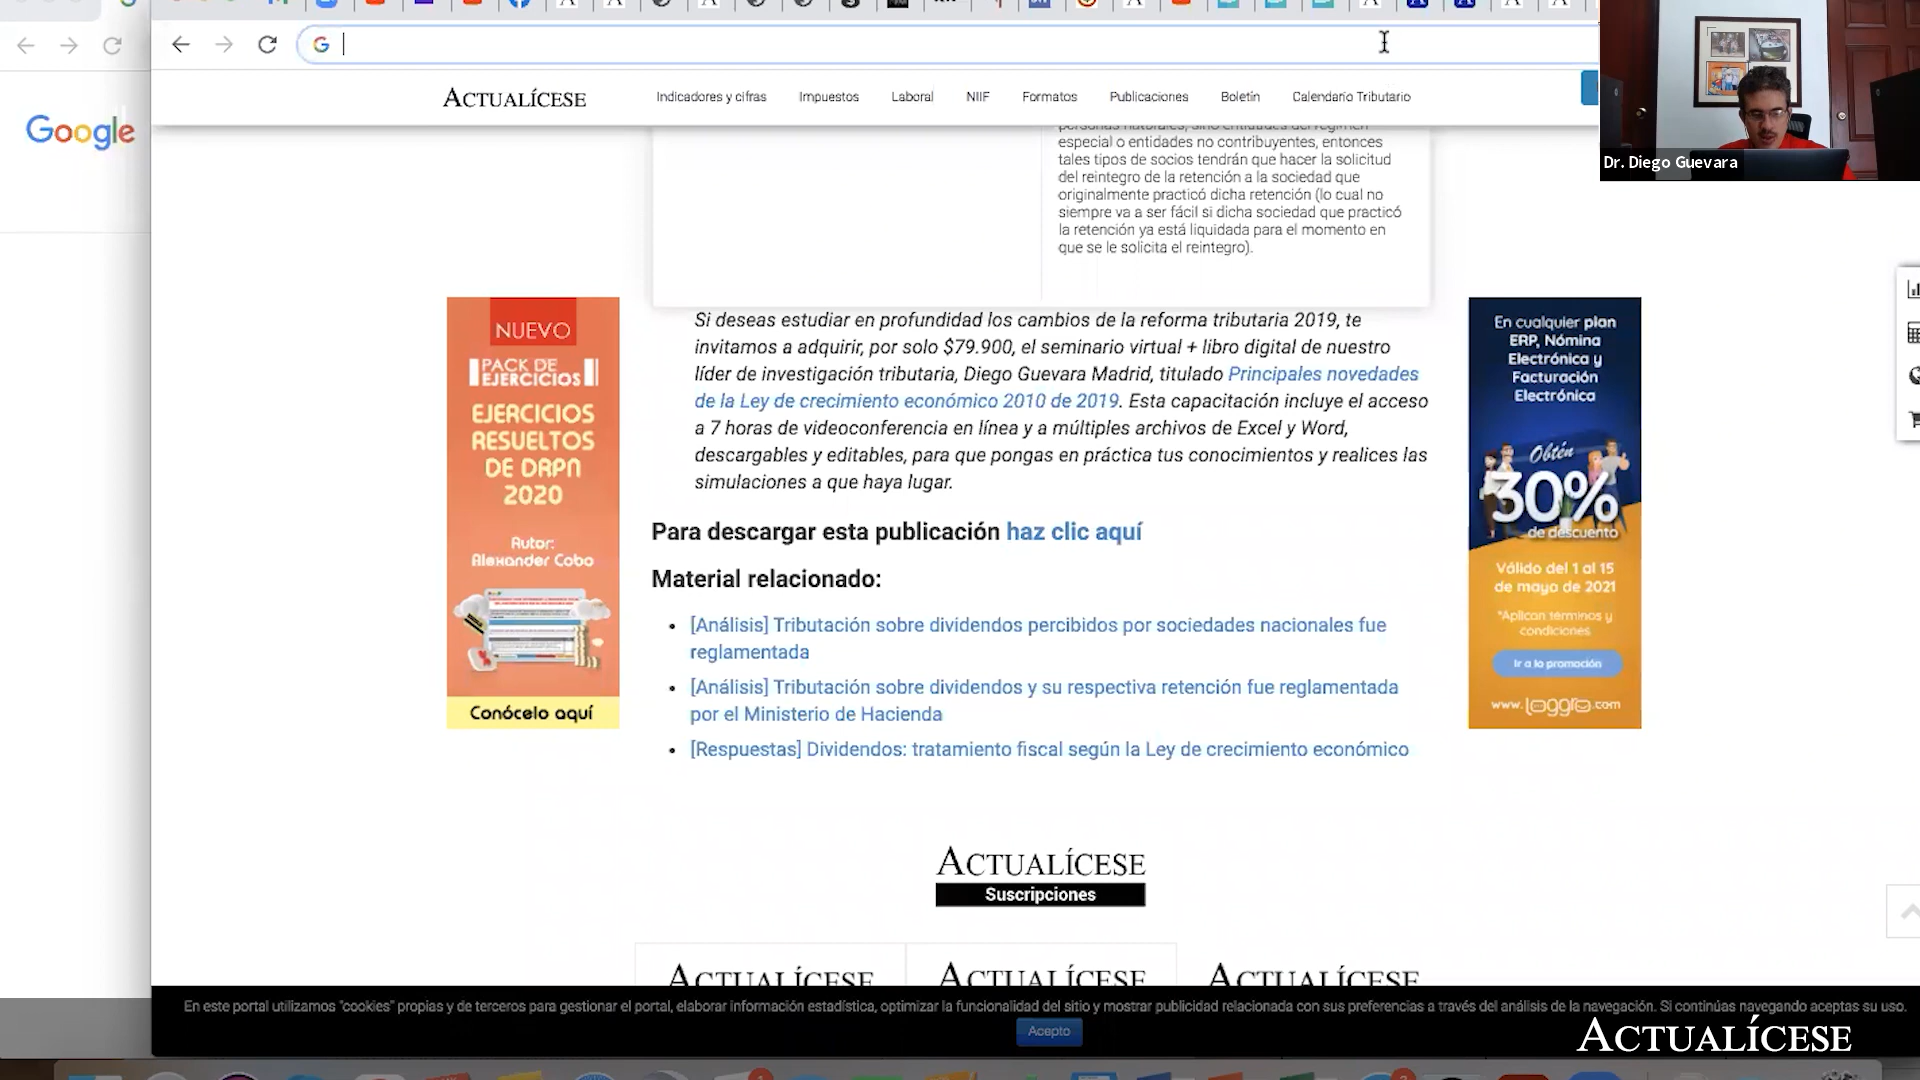 Google
ACTUALÍCESE
Indicadores y cifras
Impuestos
Laboral
NIIF
Formatos
Publicaciones
Boletín
Calendario Tributario
Dr. Diego Guevara
personas naturales, sino entidades del régimen
especial o entidades no contribuyentes, entonces
tales tipos de socios tendrán que hacer la solicitud
del reintegro de la retención a la sociedad que
originalmente practicó dicha retención (lo cual no
siempre va a ser fácil si dicha sociedad que practicó
la retención ya está liquidada para el momento en
que se le solicita el reintegro).
NUEVO
PACK DE
EJERCICIOS
EJERCICIOS
RESUELTOS
DE DRPN
2020
Autor:
Alexander Cobo
Conócelo aquí
Si deseas estudiar en profundidad los cambios de la reforma tributaria 2019, te
invitamos a adquirir, por solo $79.900, el seminario virtual + libro digital de nuestro
líder de investigación tributaria, Diego Guevara Madrid, titulado Principales novedades
de la Ley de crecimiento económico 2010 de 2019. Esta capacitación incluye el acceso
a 7 horas de videoconferencia en línea y a múltiples archivos de Excel y Word,
descargables y editables, para que pongas en práctica tus conocimientos y realices las
simulaciones a que haya lugar.
Para descargar esta publicación haz clic aquí
Material relacionado:
[Análisis] Tributación sobre dividendos percibidos por sociedades nacionales fue
reglamentada
[Análisis] Tributación sobre dividendos y su respectiva retención fue reglamentada
por el Ministerio de Hacienda
[Respuestas] Dividendos: tratamiento fiscal según la Ley de crecimiento económico
En cualquier plan
ERP, Nómina
Electrónica y
Facturación
Electrónica
Obtén
30%
de descuento
Válido del 1 al 15
de mayo de 2021
*Aplican términos y
condiciones
Ir a la promoción
www.loggro.com
ACTUALÍCESE
Suscripciones
ACTUALÍCESE
ACTUALÍCESE
ACTUALÍCESE
En este portal utilizamos "cookies" propias y de terceros para gestionar el portal, elaborar información estadística, optimizar la funcionalidad del sitio y mostrar publicidad relacionada con sus preferencias a través del análisis de la navegación. Si continúas navegando aceptas su uso.
Acepto
ACTUALÍCESE